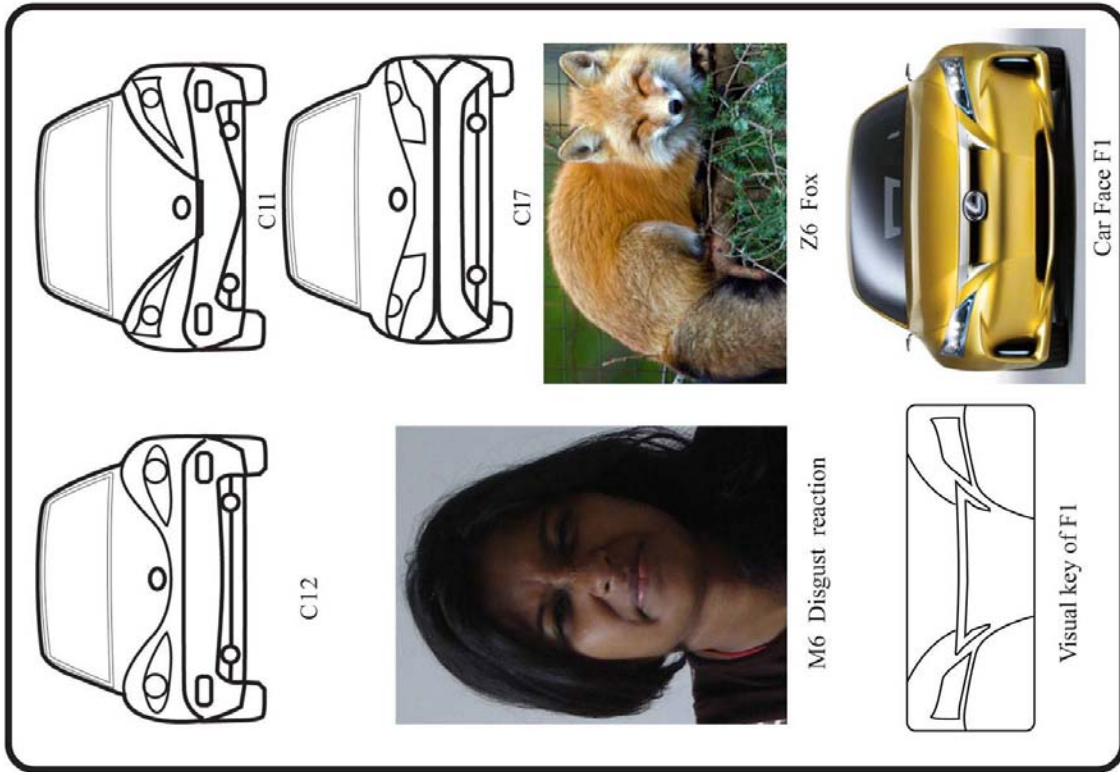 C11
C17
C12
Z6 Fox
M6 Disgust reaction
Car Face F1
Visual key of F1